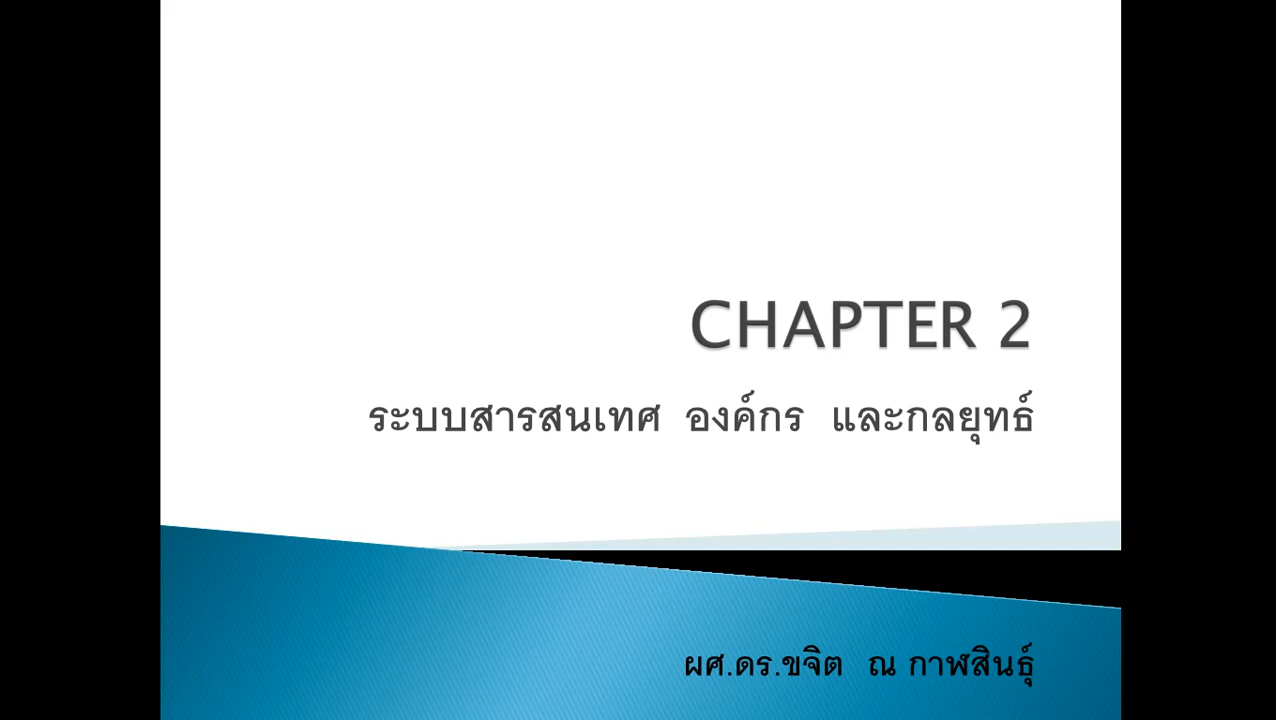 CHAPTER 2
ระบบสารสนเทศ องค์กร และกลยุทธ์
ผศ.ดร.ขจิต ณ กาฬสินธุ์